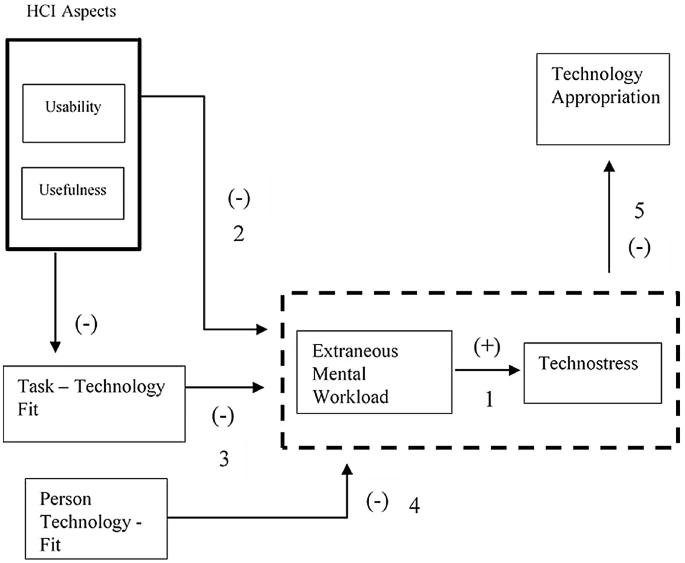 HCI Aspects
Usability
Usefulness
Technology
Appropriation
(-)
2
5
(-)
(-)
Extraneous
Mental
Workload
(+)
1
Technostress
Task – Technology
Fit
(-)
3
Person
Technology -
Fit
(-)
4